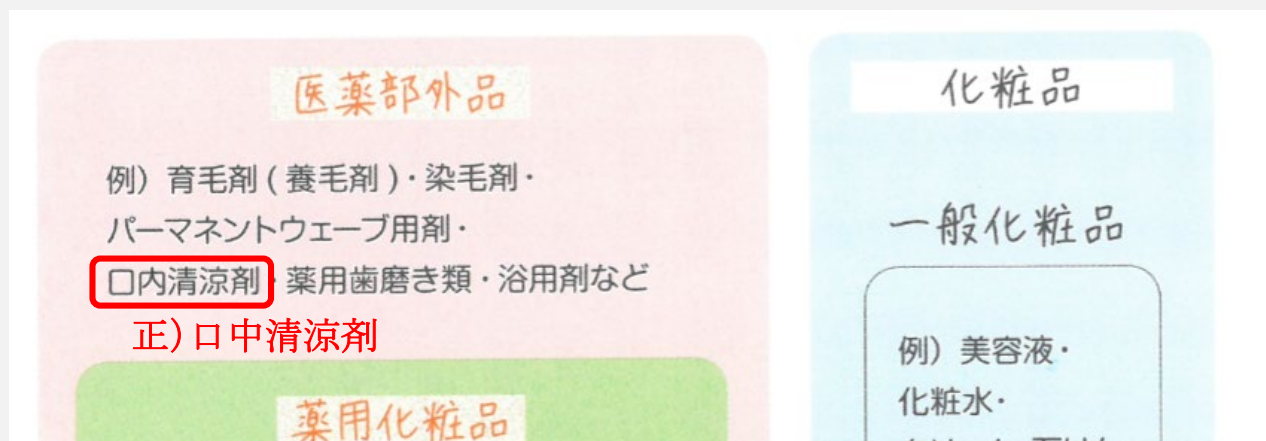 医薬部外品
例）育毛剤(養毛剤)・染毛剤・
パーマネントウェーブ用剤・
口内清涼剤・薬用歯磨き類・浴用剤など
正）口中清涼剤
薬用化粧品
化粧品
一般化粧品
例）美容液・
化粧水・